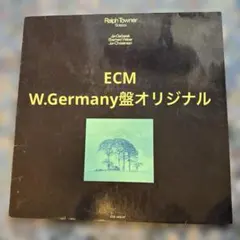 Ralph Towner
Solstice
Jan Garbarek
Eberhard Weber
Jon Christensen
ECM
W.Germany盤オリジナル